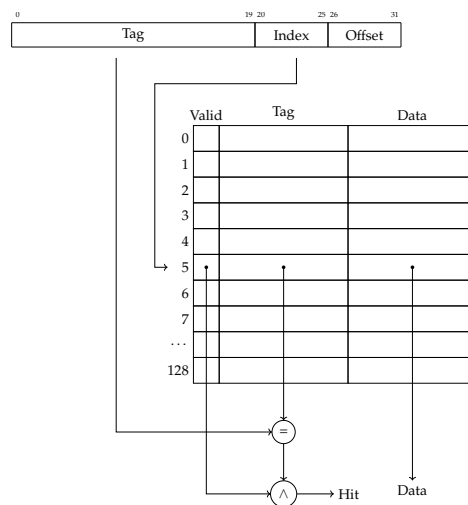 0 19 20 25 26 31
Tag Index Offset
Valid Tag Data
0
1
2
3
4
5
6
7
...
128
=
∧ Hit Data